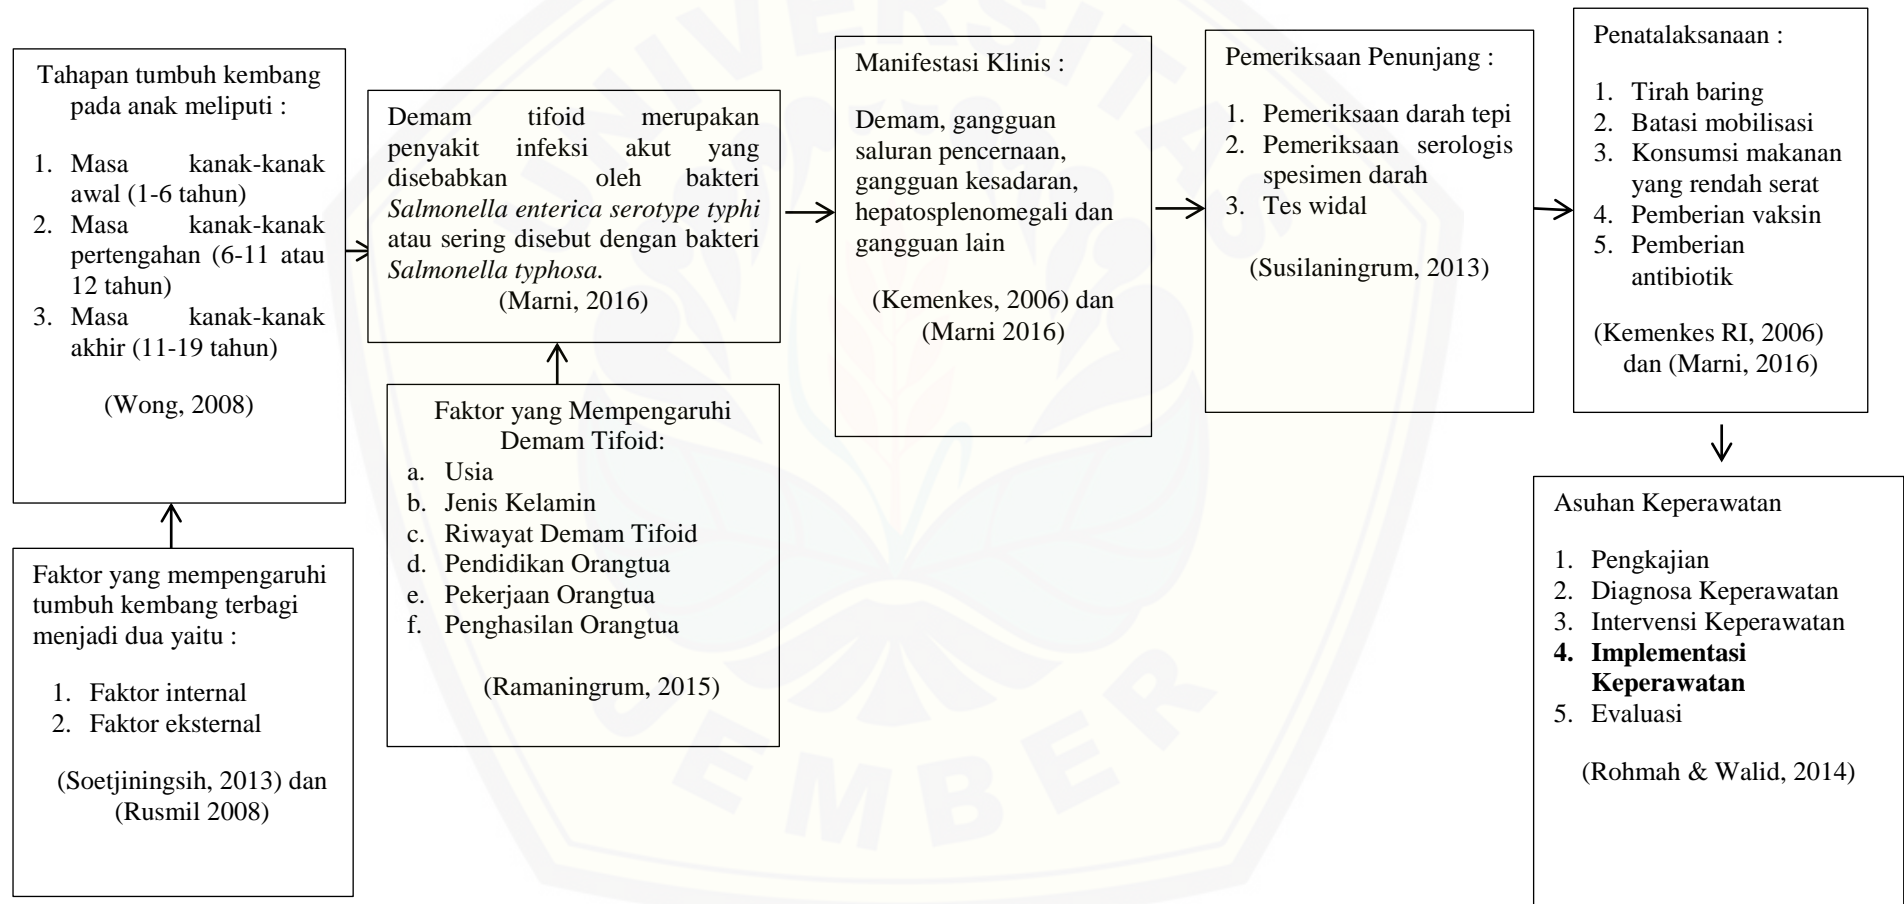 Tahapan tumbuh kembang
pada anak meliputi :
1. Masa kanak-kanak
awal (1-6 tahun)
2. Masa kanak-kanak
pertengahan (6-11 atau
12 tahun)
3. Masa kanak-kanak
akhir (11-19 tahun)
(Wong, 2008)
Faktor yang mempengaruhi
tumbuh kembang terbagi
menjadi dua yaitu :
1. Faktor internal
2. Faktor eksternal
(Soetjiningsih, 2013) dan
(Rusmil 2008)
Demam tifoid merupakan
penyakit infeksi akut yang
disebabkan oleh bakteri
Salmonella enterica serotype typhi
atau sering disebut dengan bakteri
Salmonella typhosa.
(Marni, 2016)
Faktor yang Mempengaruhi
Demam Tifoid:
a. Usia
b. Jenis Kelamin
c. Riwayat Demam Tifoid
d. Pendidikan Orangtua
e. Pekerjaan Orangtua
f. Penghasilan Orangtua
(Ramaningrum, 2015)
Manifestasi Klinis :
Demam, gangguan
saluran pencernaan,
gangguan kesadaran,
hepatosplenomegali dan
gangguan lain
(Kemenkes, 2006) dan
(Marni 2016)
Pemeriksaan Penunjang :
1. Pemeriksaan darah tepi
2. Pemeriksaan serologis
spesimen darah
3. Tes widal
(Susilaningrum, 2013)
Penatalaksanaan :
1. Tirah baring
2. Batasi mobilisasi
3. Konsumsi makanan
yang rendah serat
4. Pemberian vaksin
5. Pemberian
antibiotik
(Kemenkes RI, 2006)
dan (Marni, 2016)
Asuhan Keperawatan
1. Pengkajian
2. Diagnosa Keperawatan
3. Intervensi Keperawatan
4. Implementasi
Keperawatan
5. Evaluasi
(Rohmah & Walid, 2014)
UNIVERSITAS
JEMBER